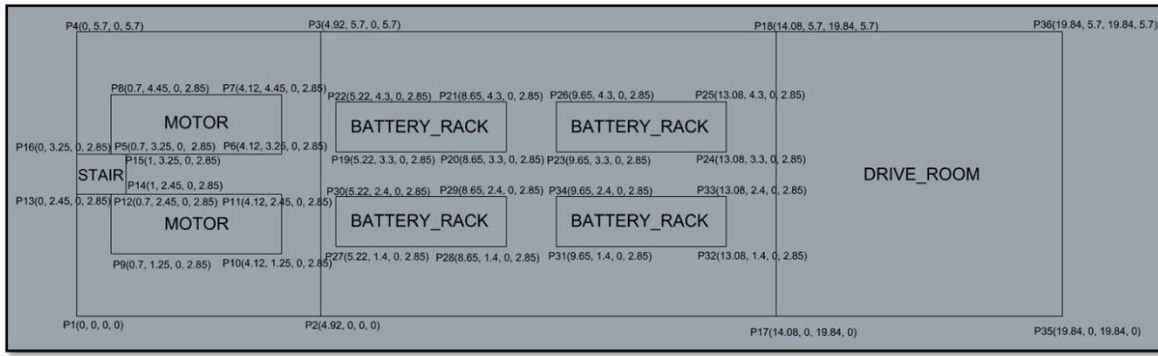 P4(0, 5.7, 0, 5.7) P3(4.92, 5.7, 0, 5.7) P18(14.08, 5.7, 19.84, 5.7) P36(19.84, 5.7, 19.84, 5.7)
P8(0.7, 4.45, 0, 2.85) P7(4.12, 4.45, 0, 2.85) P22(5.22, 4.3, 0, 2.85) P21(8.65, 4.3, 0, 2.85) P26(9.65, 4.3, 0, 2.85) P25(13.08, 4.3, 0, 2.85)
MOTOR BATTERY_RACK BATTERY_RACK
P16(0, 3.25, 0, 2.85) P5(0.7, 3.25, 0, 2.85) P6(4.12, 3.25, 0, 2.85) P19(5.22, 3.3, 0, 2.85) P20(8.65, 3.3, 0, 2.85) P23(9.65, 3.3, 0, 2.85) P24(13.08, 3.3, 0, 2.85)
P15(1, 3.25, 0, 2.85)
STAIR DRIVE_ROOM
P14(1, 2.45, 0, 2.85)
P30(5.22, 2.4, 0, 2.85) P29(8.65, 2.4, 0, 2.85) P34(9.65, 2.4, 0, 2.85) P33(13.08, 2.4, 0, 2.85)
P13(0, 2.45, 0, 2.85) P12(0.7, 2.45, 0, 2.85) P11(4.12, 2.45, 0, 2.85)
MOTOR BATTERY_RACK BATTERY_RACK
P9(0.7, 1.25, 0, 2.85) P10(4.12, 1.25, 0, 2.85) P27(5.22, 1.4, 0, 2.85) P28(8.65, 1.4, 0, 2.85) P31(9.65, 1.4, 0, 2.85) P32(13.08, 1.4, 0, 2.85)
P1(0, 0, 0, 0) P2(4.92, 0, 0, 0) P17(14.08, 0, 19.84, 0) P35(19.84, 0, 19.84, 0)